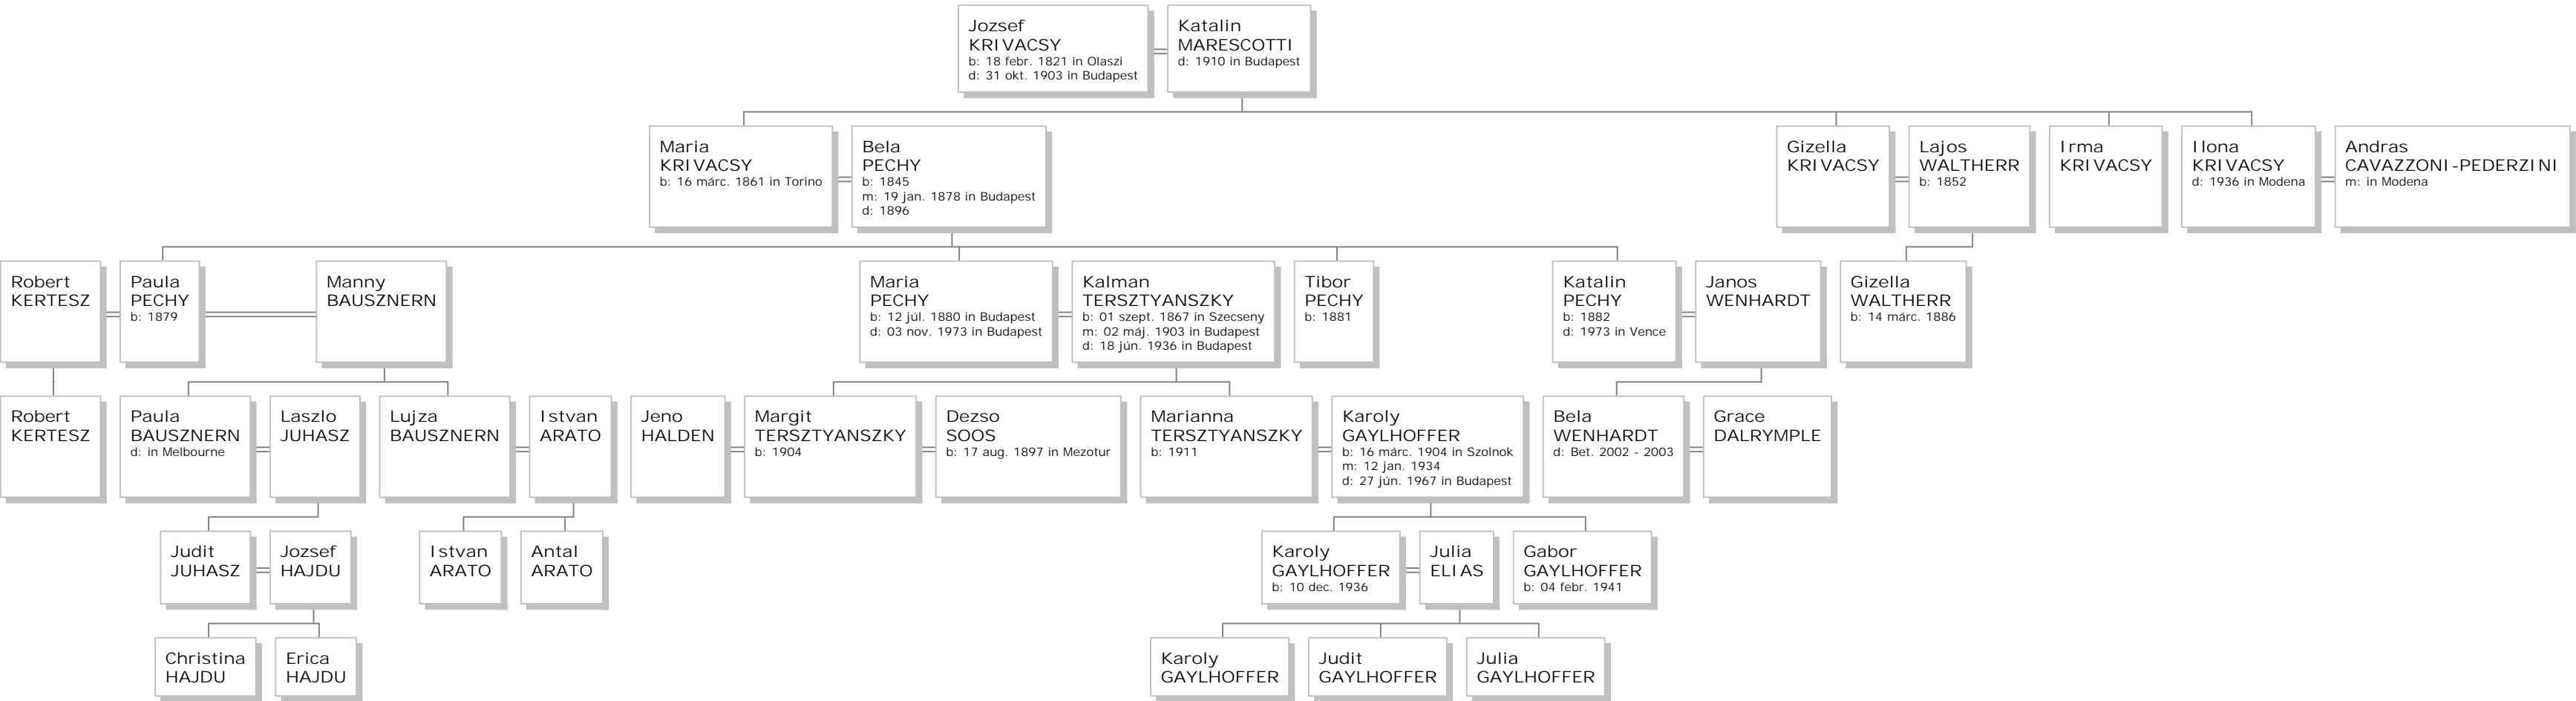 Jozsef
KRIVACSY
b: 18 febr. 1821 in Olaszi
d: 31 okt. 1903 in Budapest
Katalin
MARESCOTTI
d: 1910 in Budapest
Maria
KRIVACSY
b: 16 márc. 1861 in Torino
Bela
PECHY
b: 1845
m: 19 jan. 1878 in Budapest
d: 1896
Gizella
KRIVACSY
Lajos
WALTHERR
b: 1852
Irma
KRIVACSY
Ilona
KRIVACSY
d: 1936 in Modena
Andras
CAVAZZONI-PEDERZINI
m: in Modena
Robert
KERTESZ
Paula
PECHY
b: 1879
Manny
BAUSZNERN
Maria
PECHY
b: 12 júl. 1880 in Budapest
d: 03 nov. 1973 in Budapest
Kalman
TERSZTYANSZKY
b: 01 szept. 1867 in Szecseny
m: 02 máj. 1903 in Budapest
d: 18 jún. 1936 in Budapest
Tibor
PECHY
b: 1881
Katalin
PECHY
b: 1882
d: 1973 in Vence
Janos
WENHARDT
Gizella
WALTHERR
b: 14 márc. 1886
Robert
KERTESZ
Paula
BAUSZNERN
d: in Melbourne
Laszlo
JUHASZ
Lujza
BAUSZNERN
Istvan
ARATO
Jeno
HALDEN
Margit
TERSZTYANSZKY
b: 1904
Dezso
SOOS
b: 17 aug. 1897 in Mezotur
Marianna
TERSZTYANSZKY
b: 1911
Karoly
GAYLHOFFER
b: 16 márc. 1904 in Szolnok
m: 12 jan. 1934
d: 27 jún. 1967 in Budapest
Bela
WENHARDT
d: Bet. 2002 - 2003
Grace
DALRYMPLE
Judit
JUHASZ
Jozsef
HAJDU
Istvan
ARATO
Antal
ARATO
Karoly
GAYLHOFFER
b: 10 dec. 1936
Julia
ELIAS
Gabor
GAYLHOFFER
b: 04 febr. 1941
Christina
HAJDU
Erica
HAJDU
Karoly
GAYLHOFFER
Judit
GAYLHOFFER
Julia
GAYLHOFFER